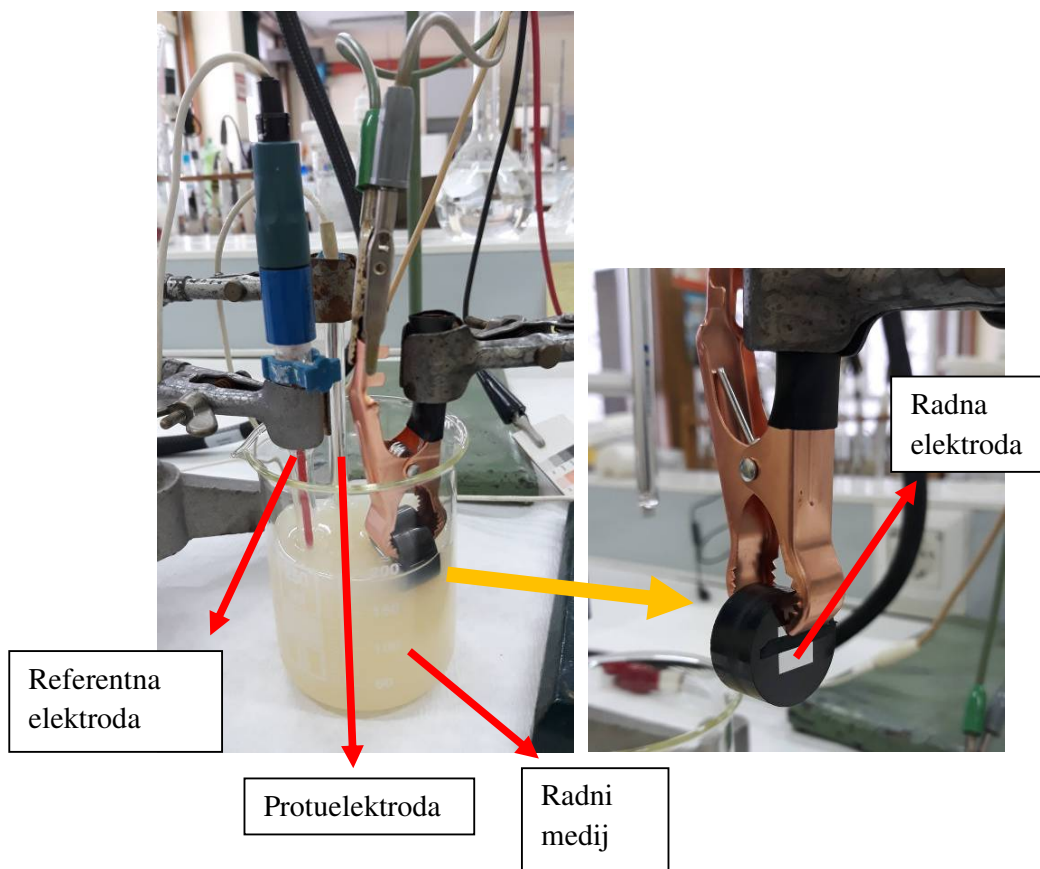 Radna
elektroda
Referentna
elektroda
Protuelektroda
Radni
medij